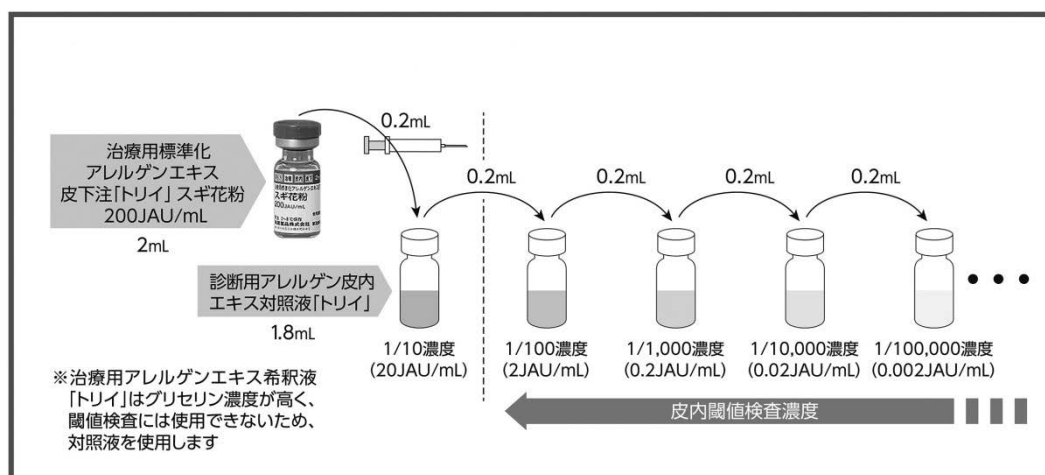 治療用標準化
アレルゲンエキス
皮下注「トリイ」スギ花粉
200JAU/mL
2mL
スギ花粉
200JAU/mL
0.2mL
0.2mL
0.2mL
0.2mL
0.2mL
診断用アレルゲン皮内
エキス対照液「トリイ」
1.8mL
1/10濃度
(20JAU/mL)
1/100濃度
(2JAU/mL)
1/1,000濃度
(0.2JAU/mL)
1/10,000濃度
(0.02JAU/mL)
1/100,000濃度
(0.002JAU/mL)
※治療用アレルゲンエキス希釈液
「トリイ」はグリセリン濃度が高く、
閾値検査には使用できないため、
対照液を使用します
皮内閾値検査濃度